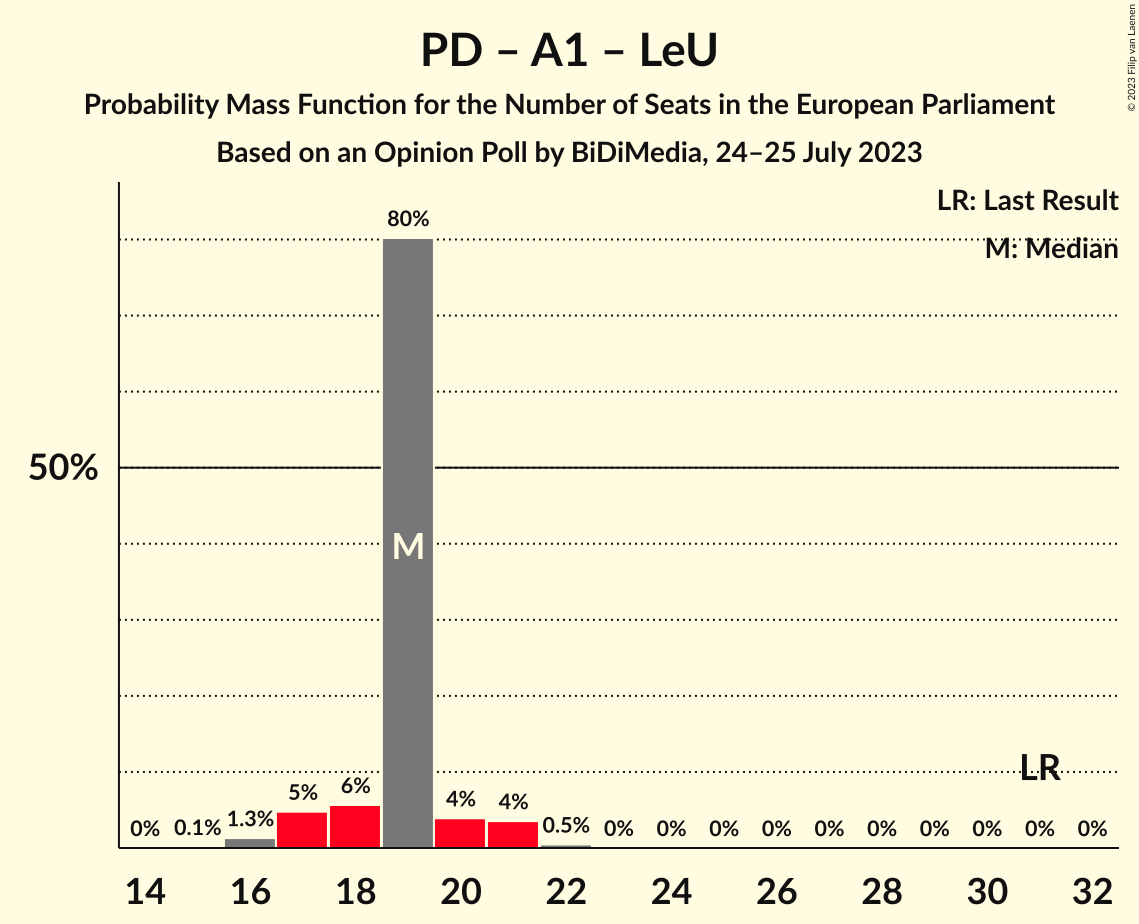 PD – A1 – LeU
Probability Mass Function for the Number of Seats in the European Parliament
Based on an Opinion Poll by BiDiMedia, 24–25 July 2023
© 2023 Filip van Laenen
LR: Last Result
M: Median
80%
50%
M
LR
0% 0.1% 1.3% 5% 6% 4% 4% 0.5% 0% 0% 0% 0% 0% 0% 0% 0% 0% 0%
14 16 18 20 22 24 26 28 30 32